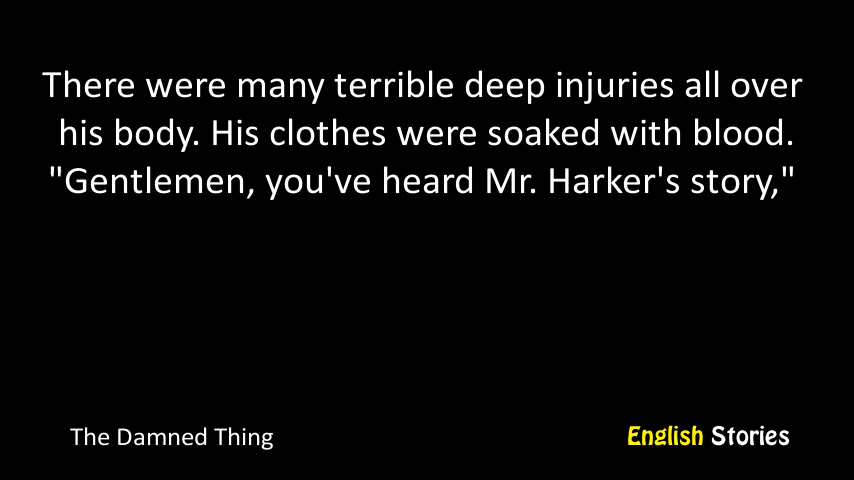 There were many terrible deep injuries all over
his body. His clothes were soaked with blood.
"Gentlemen, you've heard Mr. Harker's story,"
The Damned Thing
English Stories